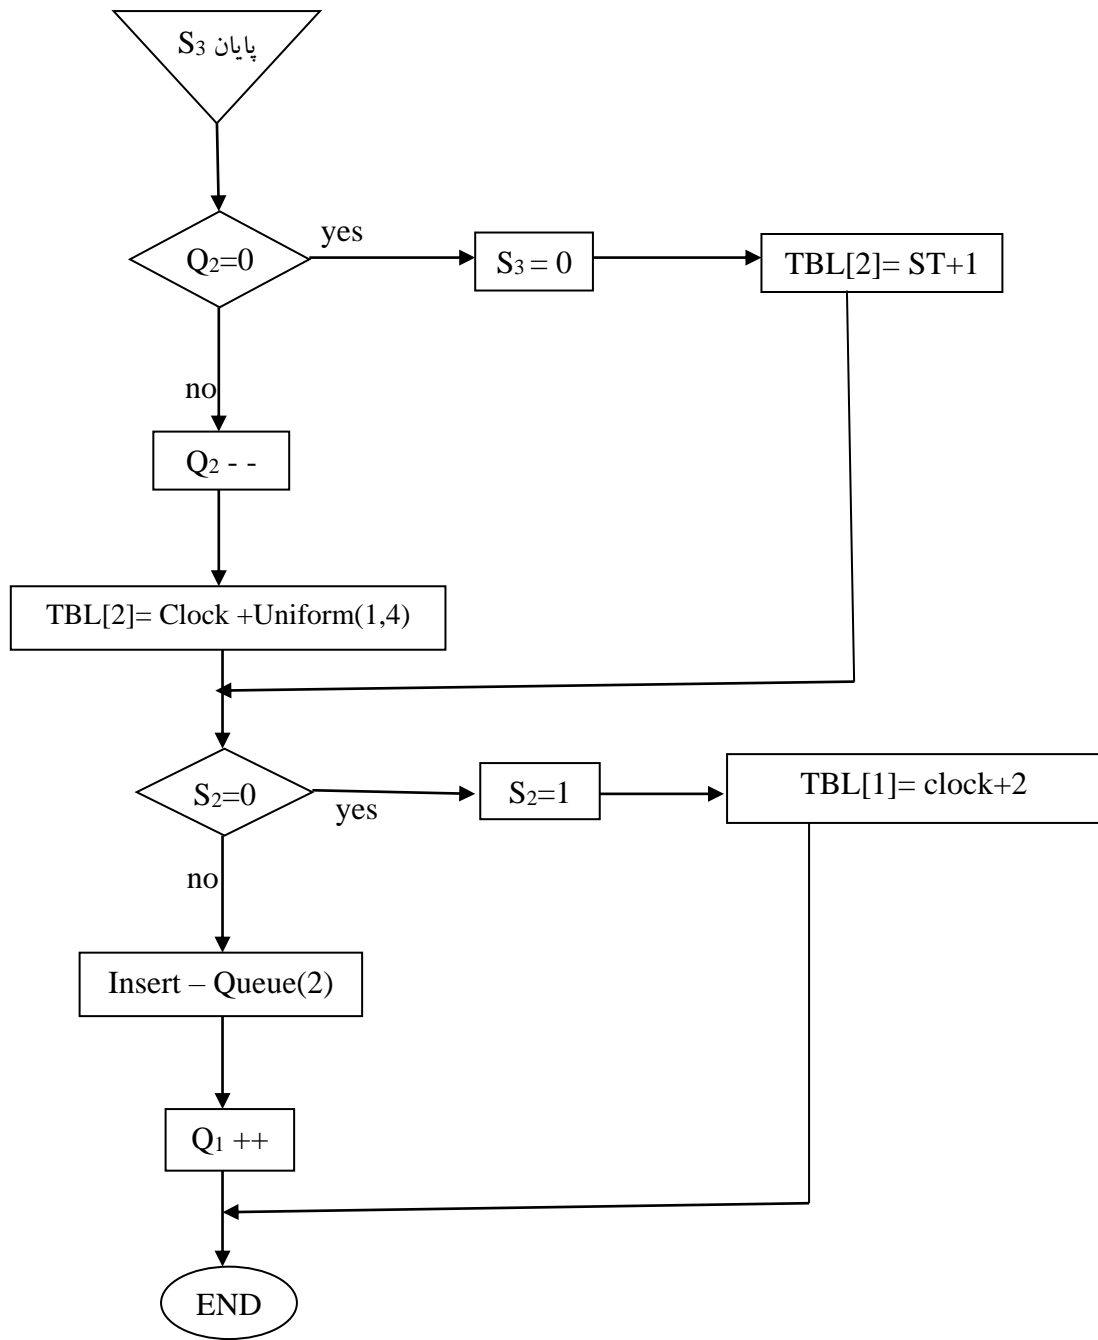 پایان S3
Q2=0
yes
S3 = 0
TBL[2]= ST+1
no
Q2 - -
TBL[2]= Clock +Uniform(1,4)
S2=0
yes
S2=1
TBL[1]= clock+2
no
Insert – Queue(2)
Q1 ++
END